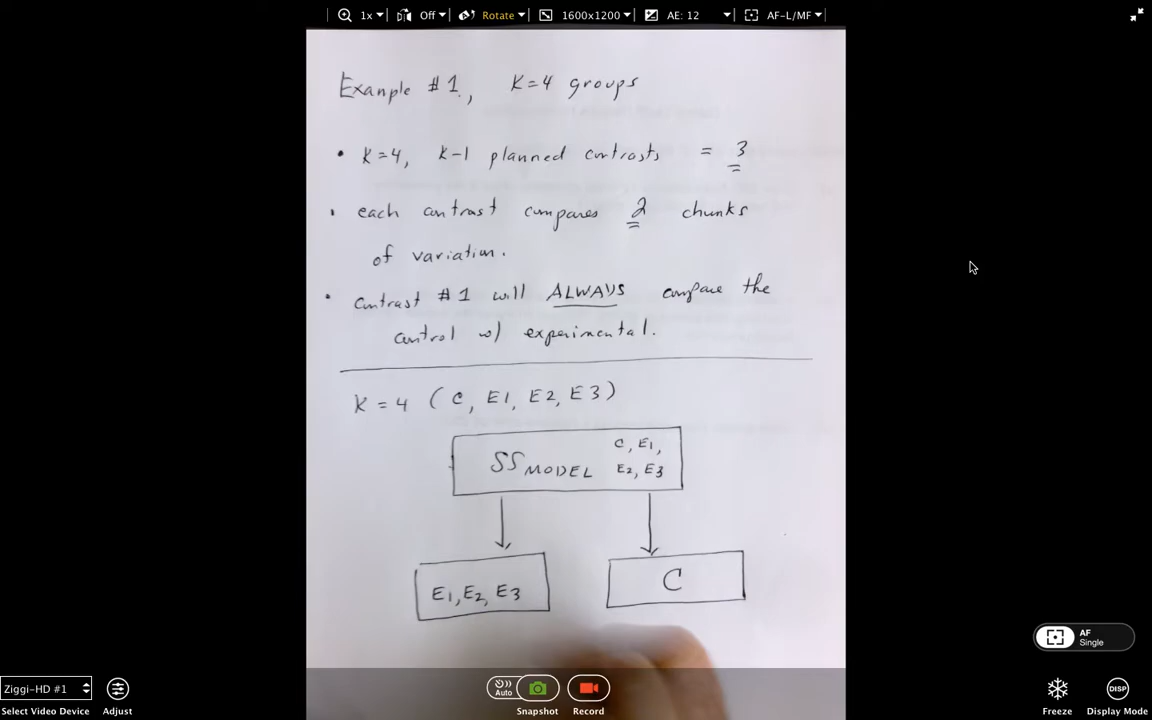 1x Off Rotate 1600x1200 AE: 12 AF-L/MF
Example #1, K=4 groups
• K=4, K-1 planned contrasts = 3
• each contrast compares 2 chunks
of variation.
• contrast #1 will ALWAYS compare the
control w/ experimental.
K = 4 (C, E1, E2, E3)
SS MODEL C, E1,
E2, E3
E1, E2, E3
C
AF
Single
Ziggi-HD #1
Auto
Select Video Device
Adjust
Snapshot
Record
Freeze
DISP
Display Mode